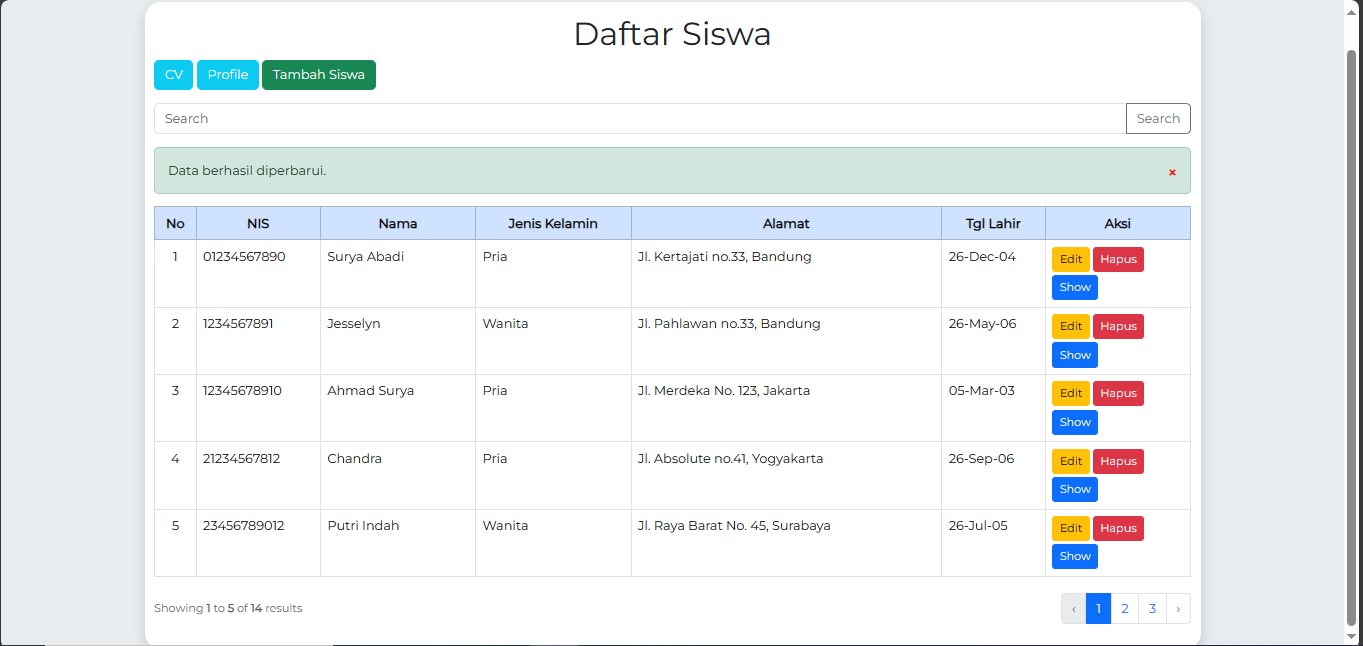 Daftar Siswa
CV Profile Tambah Siswa
Search Search
Data berhasil diperbarui. ×
No NIS Nama Jenis Kelamin Alamat Tgl Lahir Aksi
1 01234567890 Surya Abadi Pria Jl. Kertajati no.33, Bandung 26-Dec-04 Edit Hapus
Show
2 1234567891 Jesselyn Wanita Jl. Pahlawan no.33, Bandung 26-May-06 Edit Hapus
Show
3 12345678910 Ahmad Surya Pria Jl. Merdeka No. 123, Jakarta 05-Mar-03 Edit Hapus
Show
4 21234567812 Chandra Pria Jl. Absolute no.41, Yogyakarta 26-Sep-06 Edit Hapus
Show
5 23456789012 Putri Indah Wanita Jl. Raya Barat No. 45, Surabaya 26-Jul-05 Edit Hapus
Show
Showing 1 to 5 of 14 results ‹ 1 2 3 ›